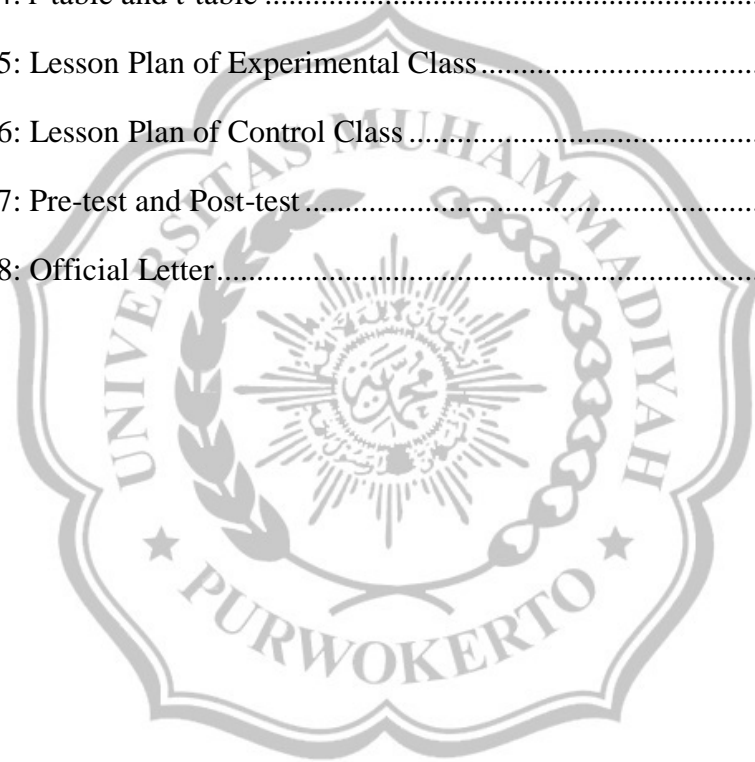 4: r-table and t-table ..............................................................
5: Lesson Plan of Experimental Class ...................................
6: Lesson Plan of Control Class ............................................
7: Pre-test and Post-test .........................................................
8: Official Letter ....................................................................
UNIVERSITAS MUHAMMADIYAH
PURWOKERTO